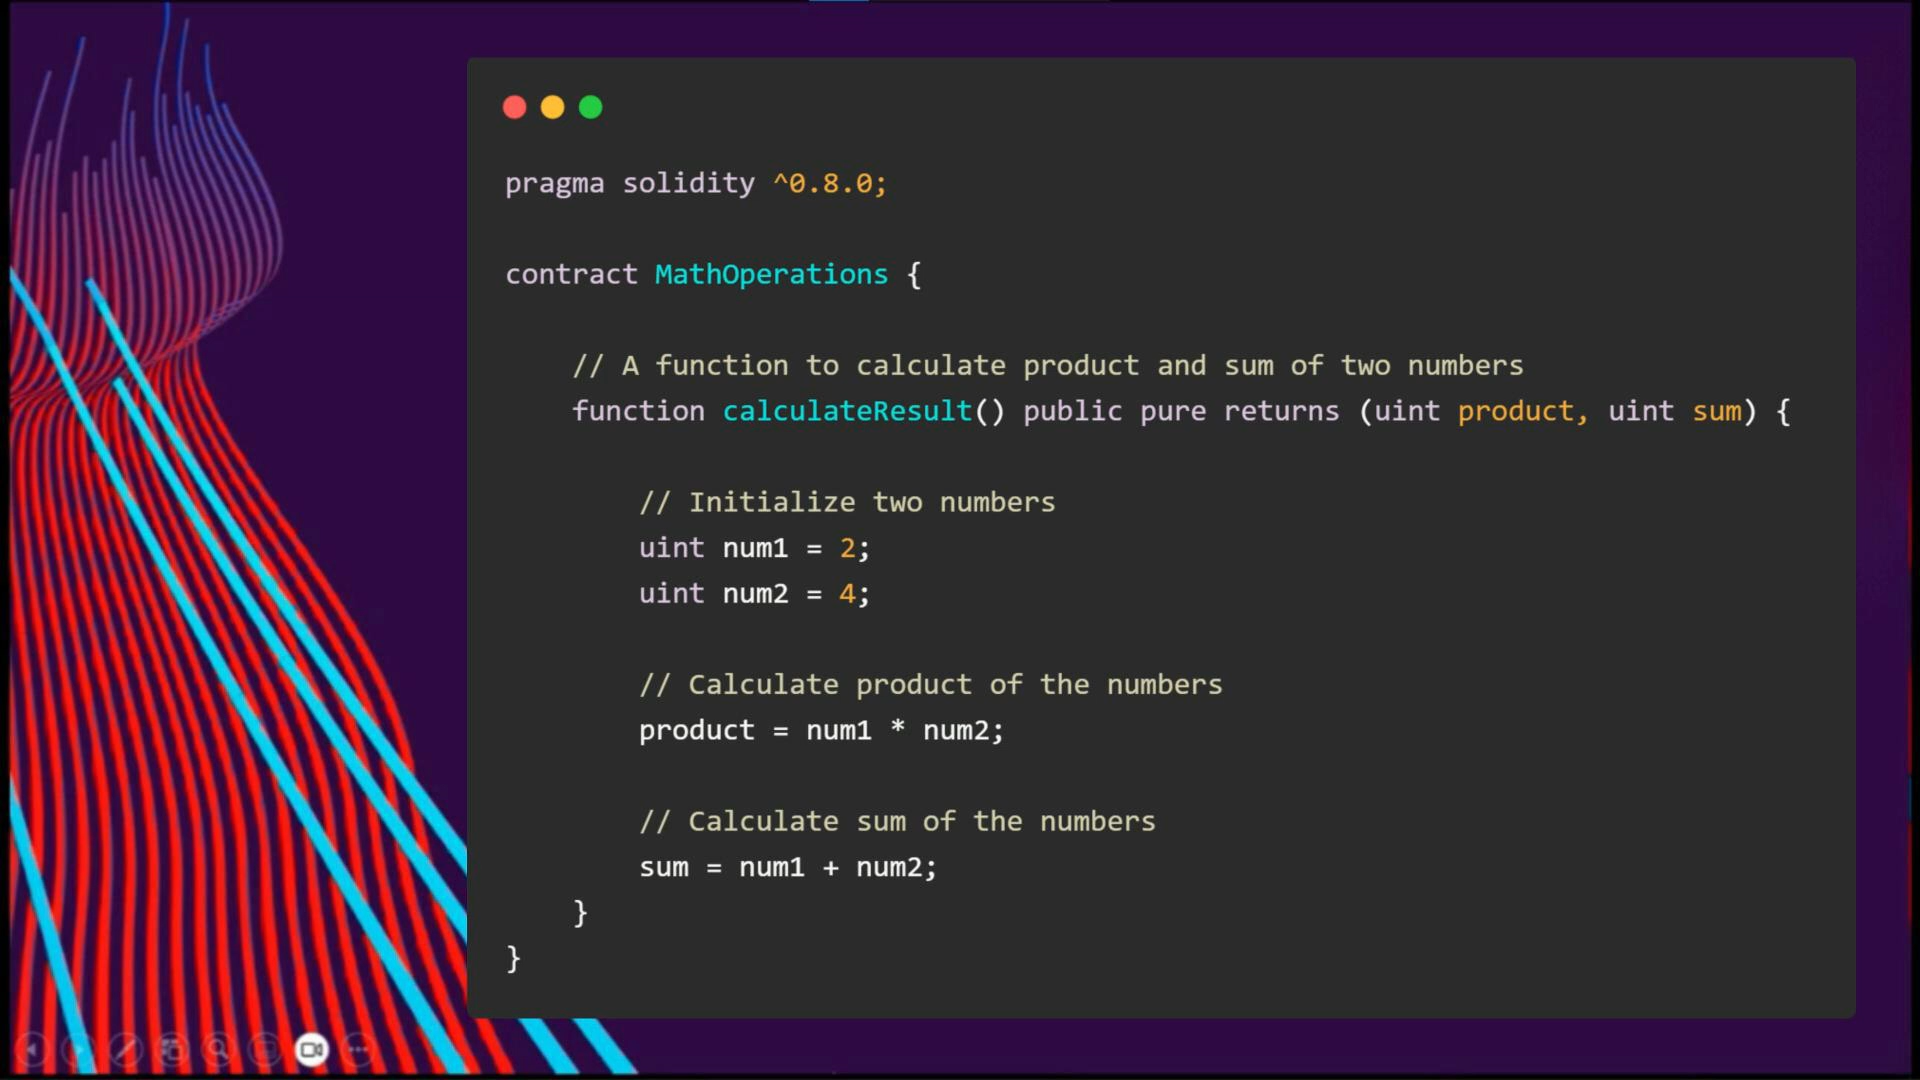 pragma solidity ^0.8.0;
contract MathOperations {
// A function to calculate product and sum of two numbers
function calculateResult() public pure returns (uint product, uint sum) {
// Initialize two numbers
uint num1 = 2;
uint num2 = 4;
// Calculate product of the numbers
product = num1 * num2;
// Calculate sum of the numbers
sum = num1 + num2;
}
}